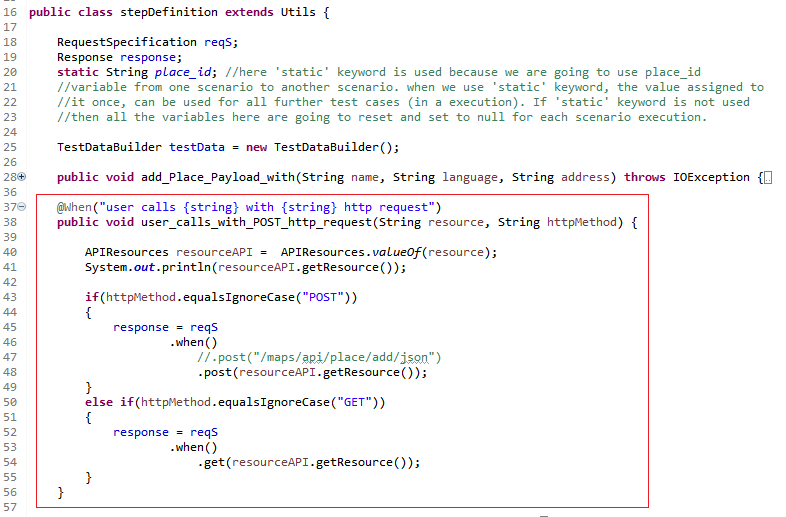 16 public class stepDefinition extends Utils {
17
18 RequestSpecification reqS;
19 Response response;
20 static String place_id; //here 'static' keyword is used because we are going to use place_id
21 //variable from one scenario to another scenario. when we use 'static' keyword, the value assigned to
22 //it once, can be used for all further test cases (in a execution). If 'static' keyword is not used
23 //then all the variables here are going to reset and set to null for each scenario execution.
24
25 TestDataBuilder testData = new TestDataBuilder();
26
28 public void add_Place_Payload_with(String name, String language, String address) throws IOException {
36
37 @When("user calls {string} with {string} http request")
38 public void user_calls_with_POST_http_request(String resource, String httpMethod) {
39
40 APIResources resourceAPI =  APIResources.valueOf(resource);
41 System.out.println(resourceAPI.getResource());
42
43 if(httpMethod.equalsIgnoreCase("POST"))
44 {
45 response = reqS
46 .when()
47 //.post("/maps/api/place/add/json")
48 .post(resourceAPI.getResource());
49 }
50 else if(httpMethod.equalsIgnoreCase("GET"))
51 {
52 response = reqS
53 .when()
54 .get(resourceAPI.getResource());
55 }
56 }
57